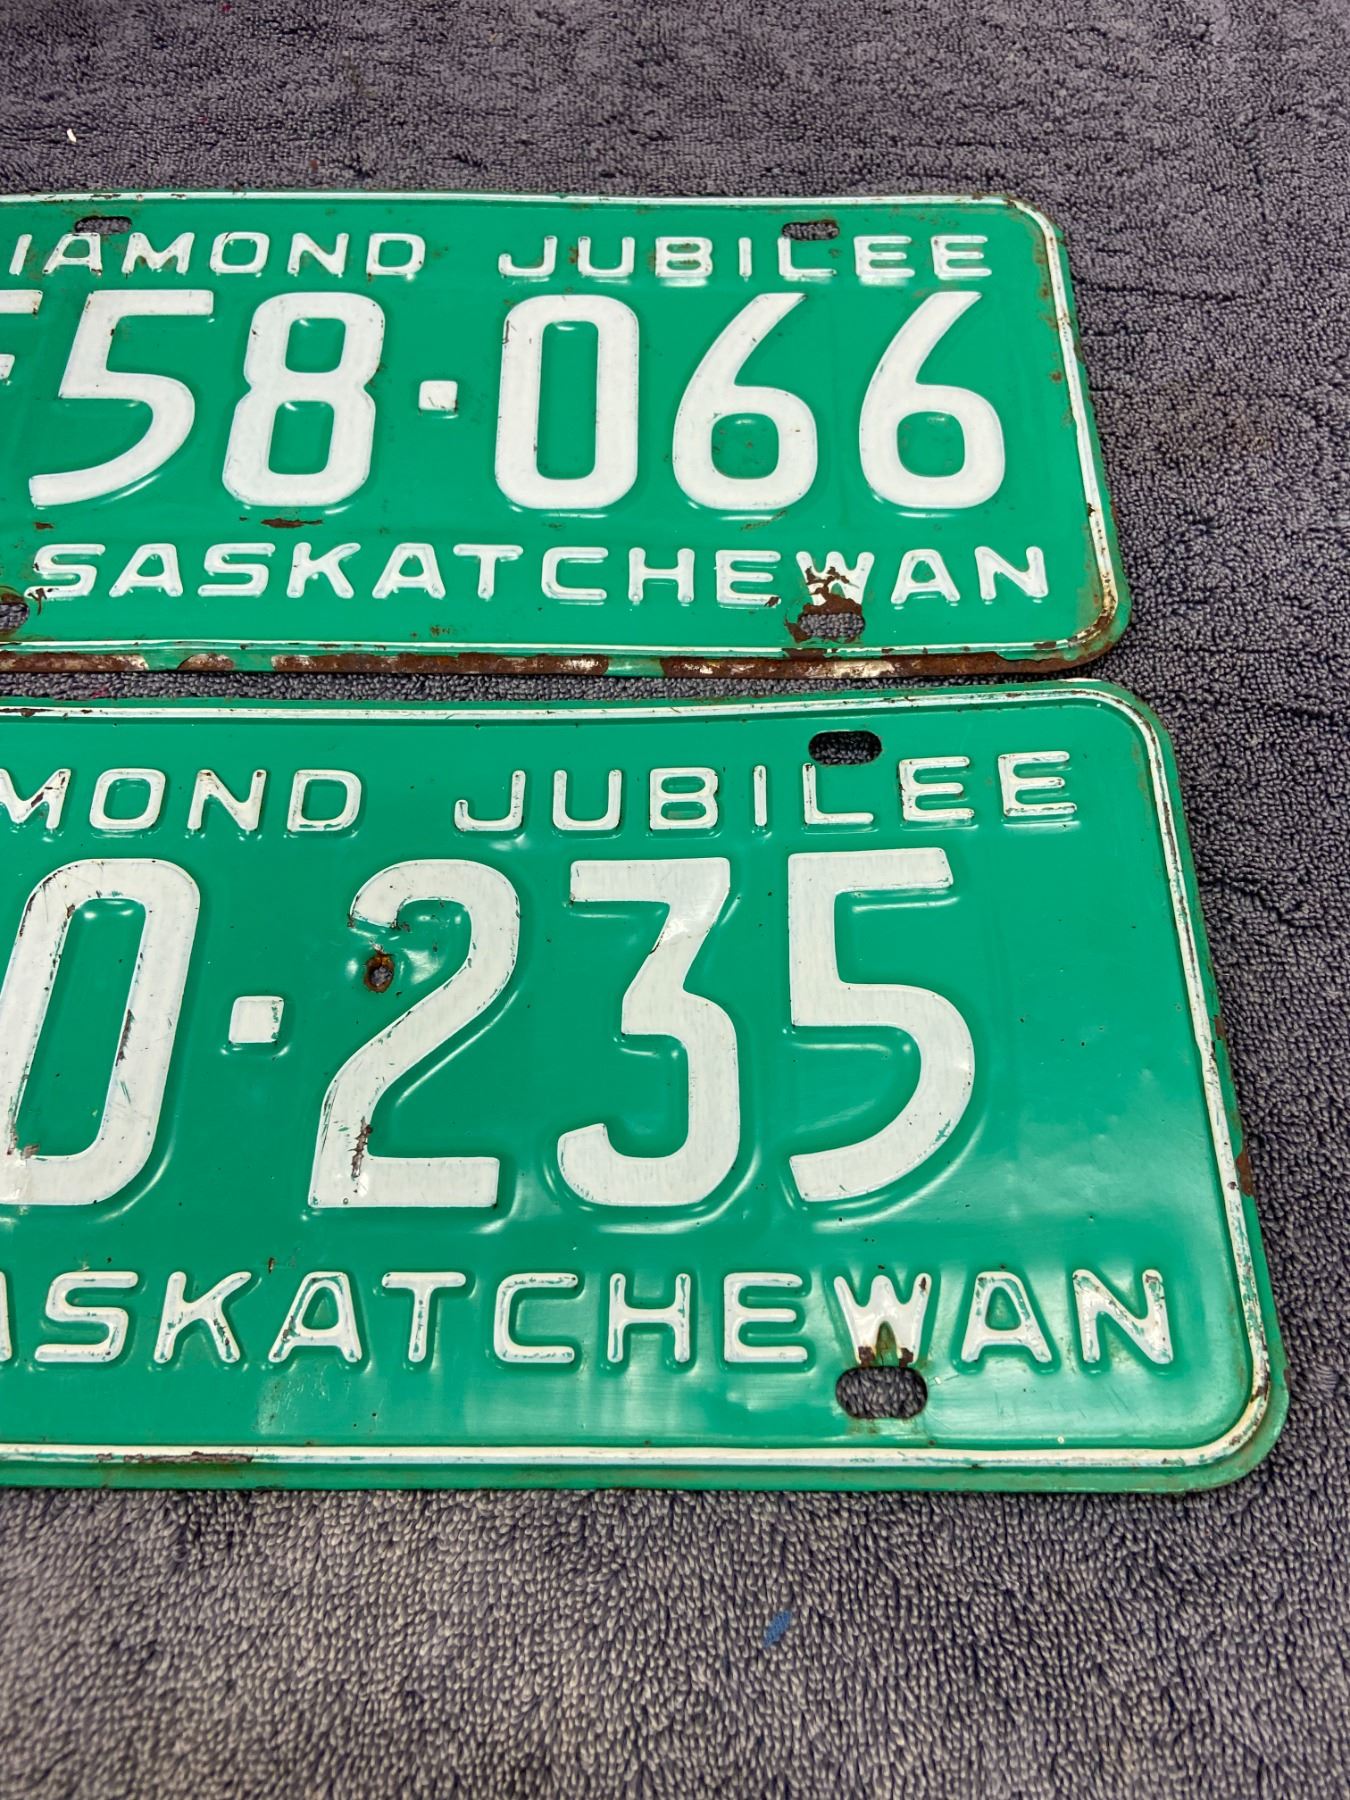 IAMOND JUBILEE
58·066
SASKATCHEWAN
MOND JUBILEE
0·235
ASKATCHEWAN